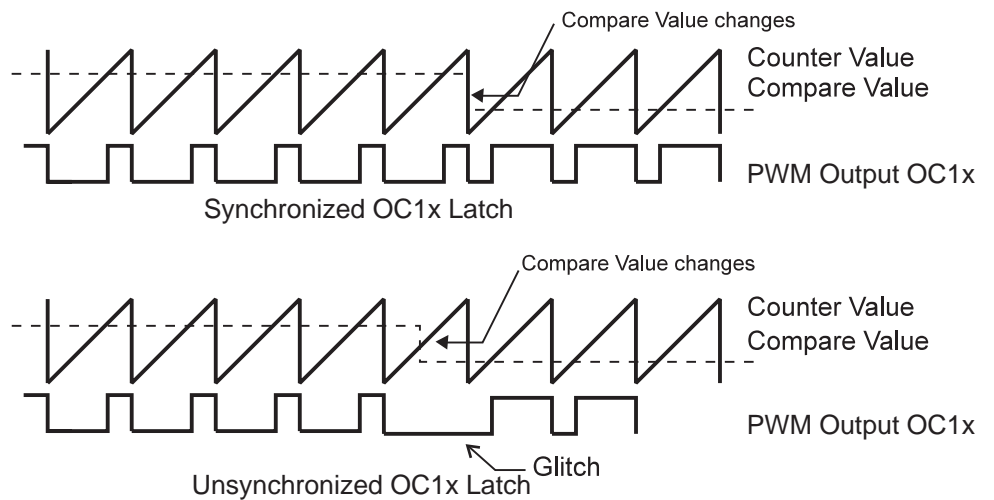 Compare Value changes
Counter Value
Compare Value
PWM Output OC1x
Synchronized OC1x Latch
Compare Value changes
Counter Value
Compare Value
PWM Output OC1x
Glitch
Unsynchronized OC1x Latch